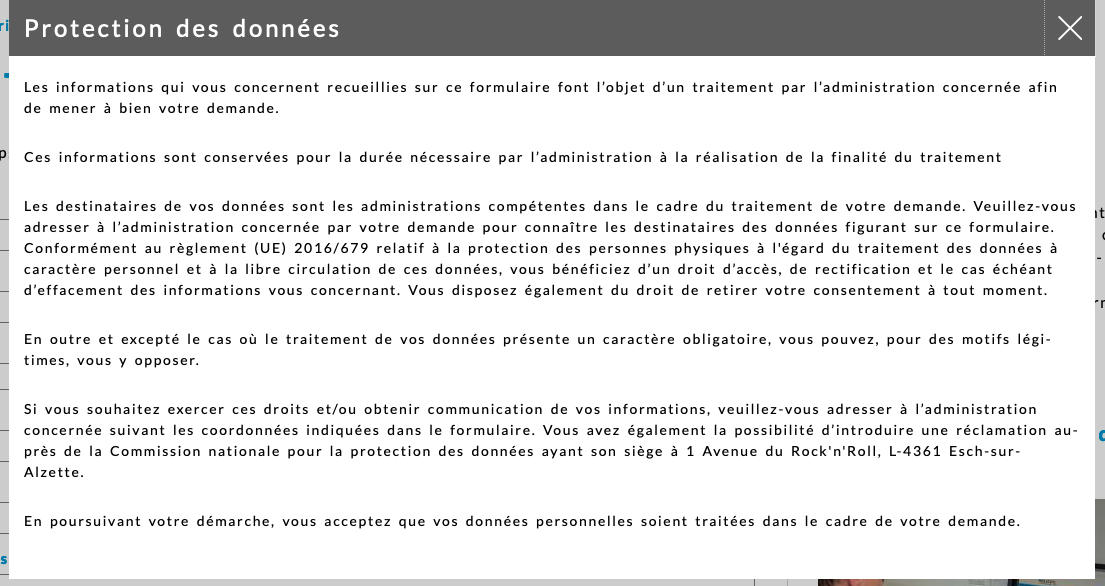 Protection des données
Les informations qui vous concernent recueillies sur ce formulaire font l’objet d’un traitement par l’administration concernée afin
de mener à bien votre demande.
Ces informations sont conservées pour la durée nécessaire par l’administration à la réalisation de la finalité du traitement
Les destinataires de vos données sont les administrations compétentes dans le cadre du traitement de votre demande. Veuillez-vous
adresser à l’administration concernée par votre demande pour connaître les destinataires des données figurant sur ce formulaire.
Conformément au règlement (UE) 2016/679 relatif à la protection des personnes physiques à l'égard du traitement des données à
caractère personnel et à la libre circulation de ces données, vous bénéficiez d’un droit d’accès, de rectification et le cas échéant
d’effacement des informations vous concernant. Vous disposez également du droit de retirer votre consentement à tout moment.
En outre et excepté le cas où le traitement de vos données présente un caractère obligatoire, vous pouvez, pour des motifs légi-
times, vous y opposer.
Si vous souhaitez exercer ces droits et/ou obtenir communication de vos informations, veuillez-vous adresser à l’administration
concernée suivant les coordonnées indiquées dans le formulaire. Vous avez également la possibilité d’introduire une réclamation au-
près de la Commission nationale pour la protection des données ayant son siège à 1 Avenue du Rock'n'Roll, L-4361 Esch-sur-
Alzette.
En poursuivant votre démarche, vous acceptez que vos données personnelles soient traitées dans le cadre de votre demande.